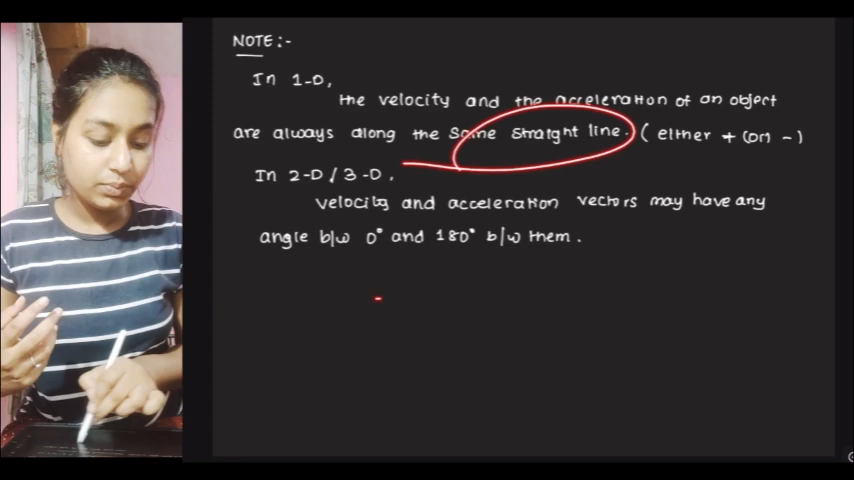 NOTE :-
In 1-D,
the velocity and the acceleration of an object
are always along the same straight line. ( either + (or) - )
In 2-D / 3-D,
velocity and acceleration vectors may have any
angle b/w 0° and 180° b/w them.